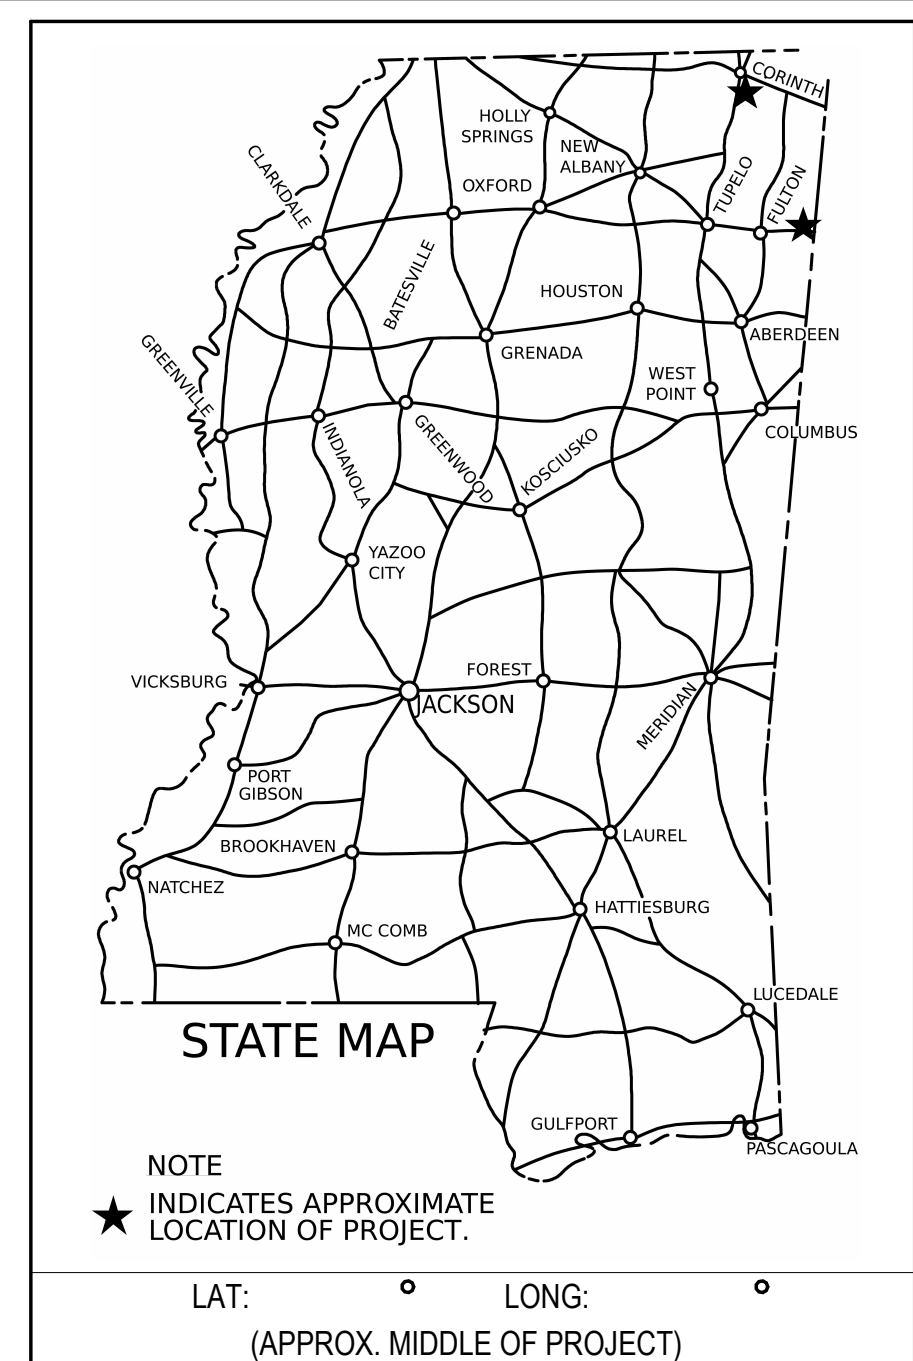 CORINTH
HOLLY
SPRINGS
NEW
ALBANY
CLARKDALE
OXFORD
TUPELO
FULTON
BATESVILLE
HOUSTON
ABERDEEN
GRENADA
GREENVILLE
WEST
POINT
COLUMBUS
INDIANOLA
GREENWOOD
KOSCIUSKO
YAZOO
CITY
FOREST
VICKSBURG
JACKSON
MERIDIAN
PORT
GIBSON
LAUREL
BROOKHAVEN
NATCHEZ
HATTIESBURG
MC COMB
LUCEDALE
STATE MAP
GULFPORT
PASCAGOULA
NOTE
INDICATES APPROXIMATE
LOCATION OF PROJECT.
LAT: LONG:
(APPROX. MIDDLE OF PROJECT)